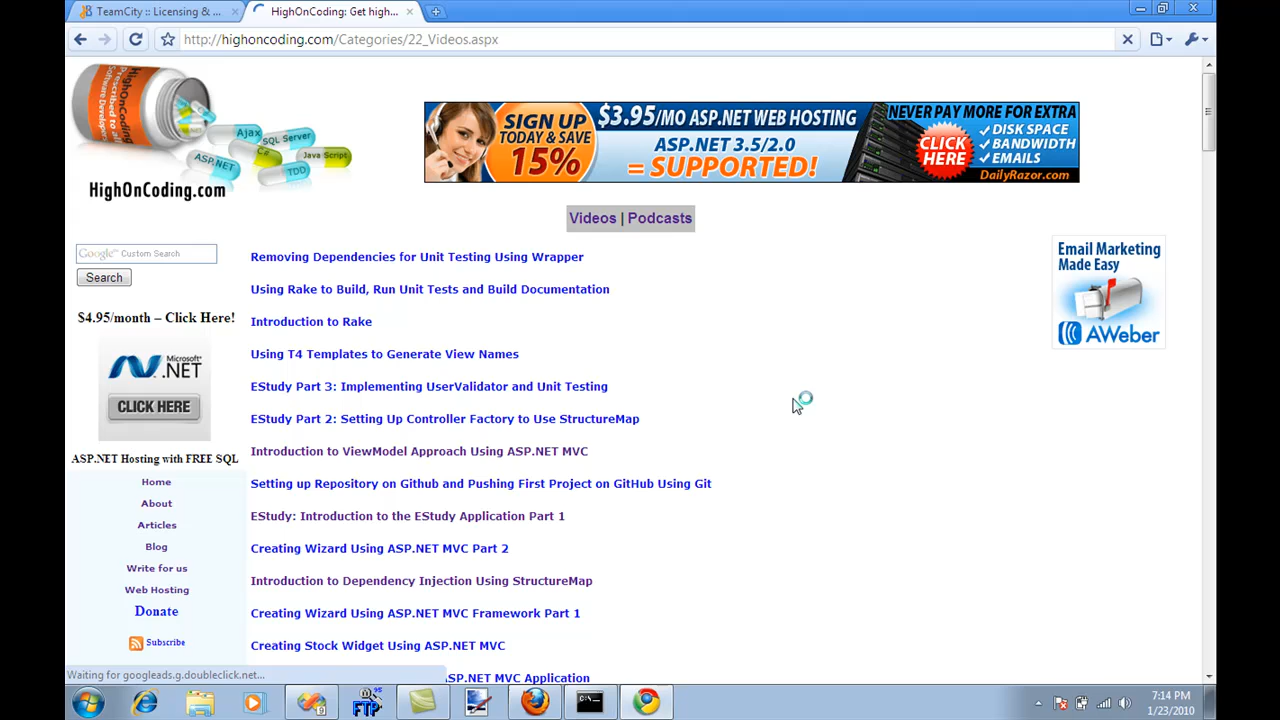 TeamCity :: Licensing & ...
HighOnCoding: Get high...
http://highoncoding.com/Categories/22_Videos.aspx
Ajax
SQL Server
C#
Java Script
ASP.NET
TDD
HighOnCoding.com
SIGN UP
TODAY & SAVE
15%
$3.95/MO ASP.NET WEB HOSTING
ASP.NET 3.5/2.0
= SUPPORTED!
NEVER PAY MORE FOR EXTRA
CLICK
HERE
✓DISK SPACE
✓BANDWIDTH
✓EMAILS
DailyRazor.com
Videos | Podcasts
Google™ Custom Search
Search
$4.95/month – Click Here!
Microsoft®
.NET
CLICK HERE
ASP.NET Hosting with FREE SQL
Home
About
Articles
Blog
Write for us
Web Hosting
Donate
Subscribe
Removing Dependencies for Unit Testing Using Wrapper
Using Rake to Build, Run Unit Tests and Build Documentation
Introduction to Rake
Using T4 Templates to Generate View Names
EStudy Part 3: Implementing UserValidator and Unit Testing
EStudy Part 2: Setting Up Controller Factory to Use StructureMap
Introduction to ViewModel Approach Using ASP.NET MVC
Setting up Repository on Github and Pushing First Project on GitHub Using Git
EStudy: Introduction to the EStudy Application Part 1
Creating Wizard Using ASP.NET MVC Part 2
Introduction to Dependency Injection Using StructureMap
Creating Wizard Using ASP.NET MVC Framework Part 1
Creating Stock Widget Using ASP.NET MVC
ASP.NET MVC Application
Email Marketing
Made Easy
AWeber
Waiting for googleads.g.doubleclick.net...
FTP
7:14 PM
1/23/2010